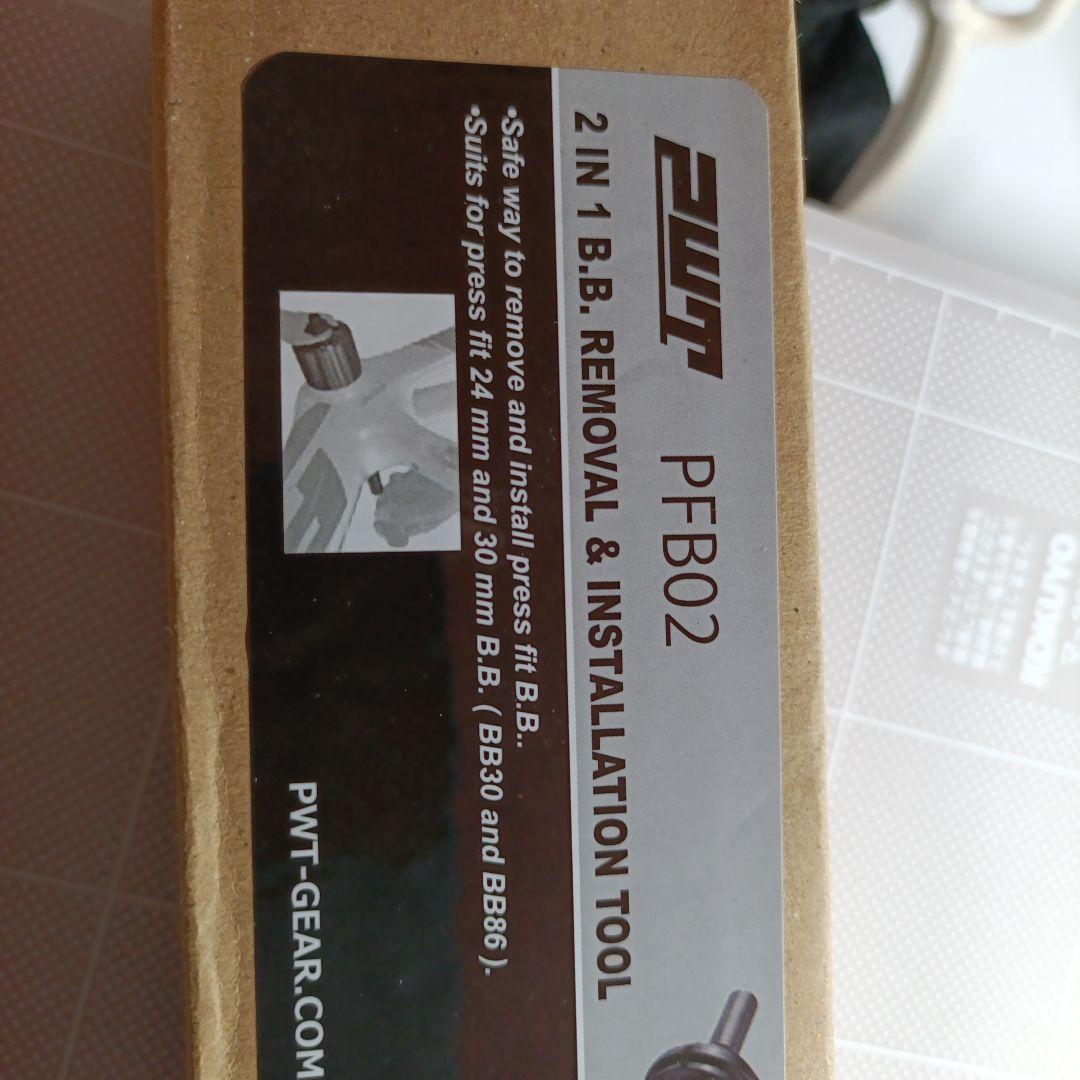 PWT PFB02
2 IN 1 B.B. REMOVAL & INSTALLATION TOOL
•Safe way to remove and install press fit B.B..
•Suits for press fit 24 mm and 30 mm B.B. ( BB30 and BB86 ).
PWT-GEAR.COM